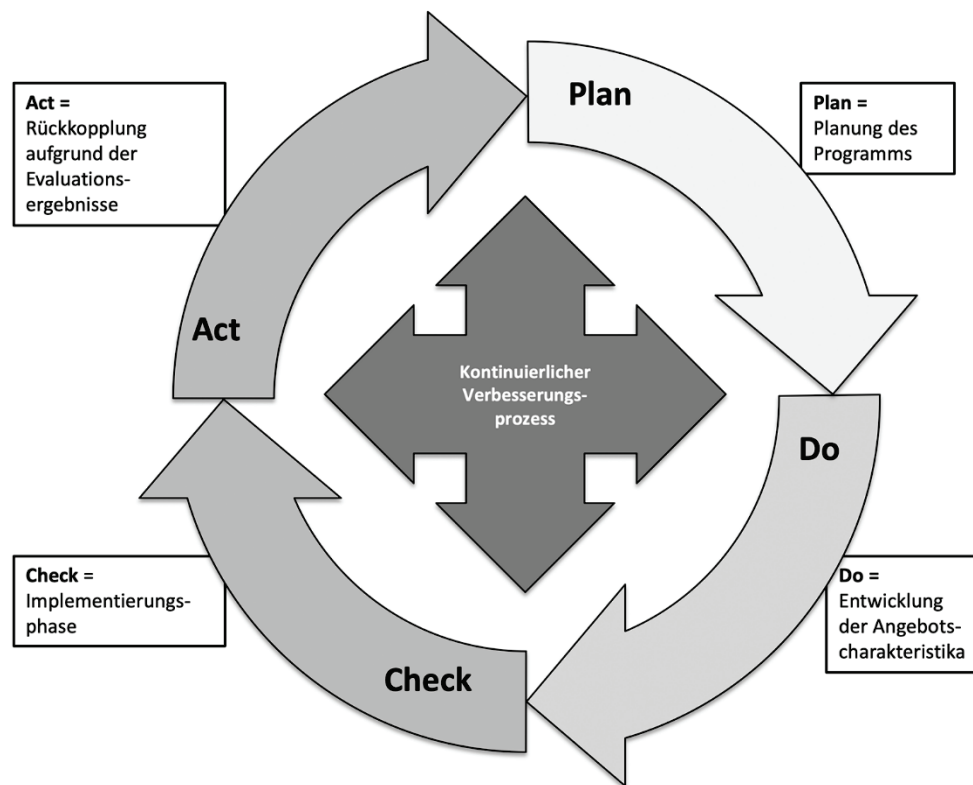 Plan
Act =
Rückkopplung
aufgrund der
Evaluations-
ergebnisse
Plan =
Planung des
Programms
Act
Kontinuierlicher
Verbesserungs-
prozess
Do
Check =
Implementierungs-
phase
Do =
Entwicklung
der Angebots-
charakteristika
Check